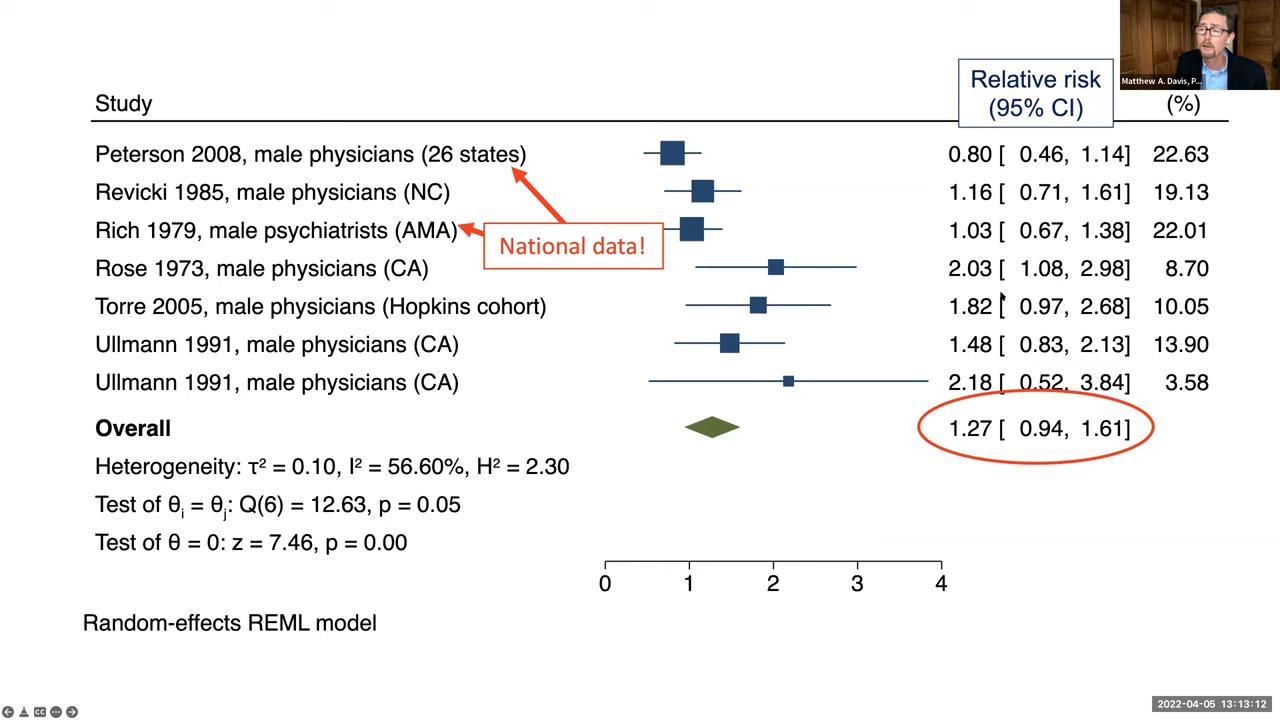 Matthew A. Davis, P...
Study
Relative risk
(95% CI)
(%)
Peterson 2008, male physicians (26 states) 0.80 [ 0.46, 1.14] 22.63
Revicki 1985, male physicians (NC) 1.16 [ 0.71, 1.61] 19.13
Rich 1979, male psychiatrists (AMA) 1.03 [ 0.67, 1.38] 22.01
National data!
Rose 1973, male physicians (CA) 2.03 [ 1.08, 2.98] 8.70
Torre 2005, male physicians (Hopkins cohort) 1.82 [ 0.97, 2.68] 10.05
Ullmann 1991, male physicians (CA) 1.48 [ 0.83, 2.13] 13.90
Ullmann 1991, male physicians (CA) 2.18 [ 0.52, 3.84] 3.58
Overall 1.27 [ 0.94, 1.61]
Heterogeneity: τ² = 0.10, I² = 56.60%, H² = 2.30
Test of θi = θj: Q(6) = 12.63, p = 0.05
Test of θ = 0: z = 7.46, p = 0.00
0 1 2 3 4
Random-effects REML model
CC
2022-04-05 13:13:12